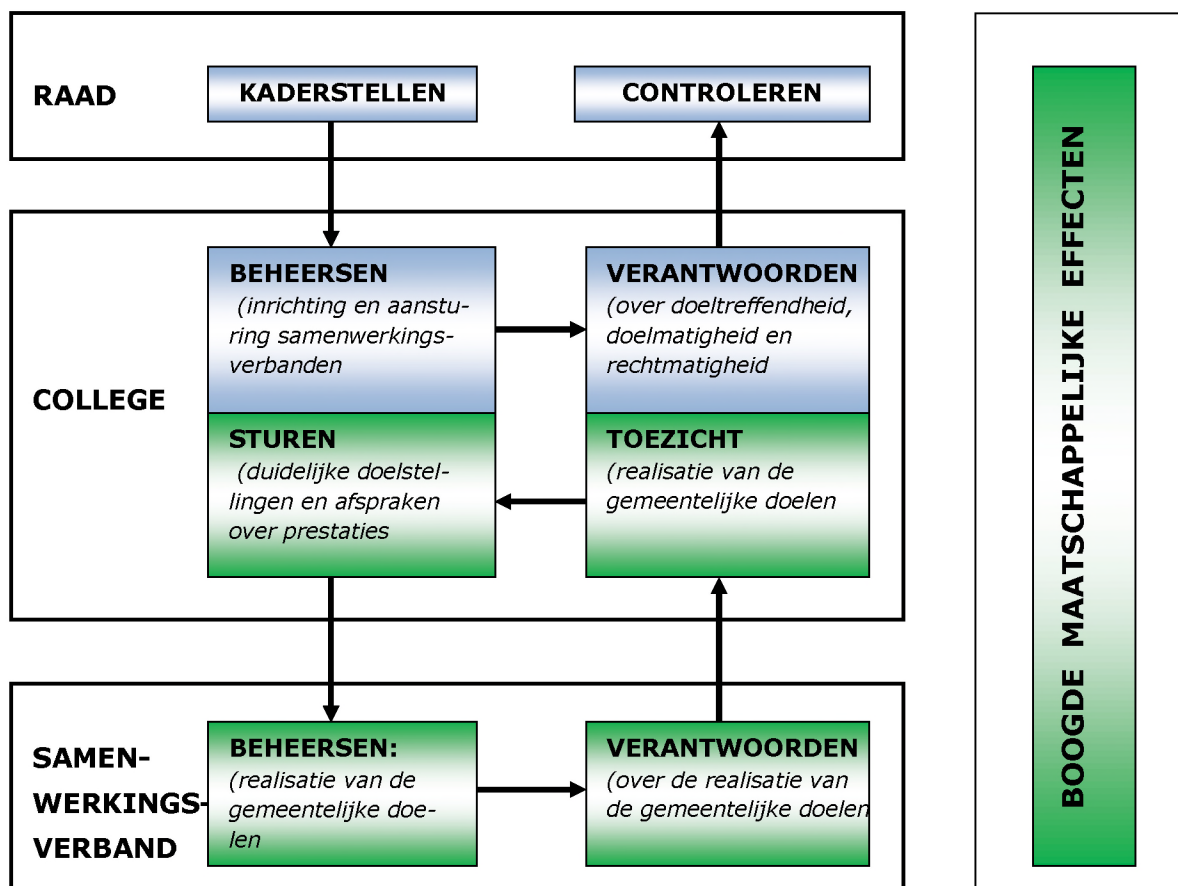 RAAD
KADERSTELLEN
CONTROLEREN
COLLEGE
BEHEERSEN
(inrichting en aanstu-
ring samenwerkings-
verbanden
VERANTWOORDEN
(over doeltreffendheid,
doelmatigheid en
rechtmatigheid
STUREN
(duidelijke doelstel-
lingen en afspraken
over prestaties
TOEZICHT
(realisatie van de
gemeentelijke doelen
SAMEN-
WERKINGS-
VERBAND
BEHEERSEN:
(realisatie van de
gemeentelijke doe-
len
VERANTWOORDEN
(over de realisatie van
de gemeentelijke doelen
BOOGDE MAATSCHAPPELIJKE EFFECTEN